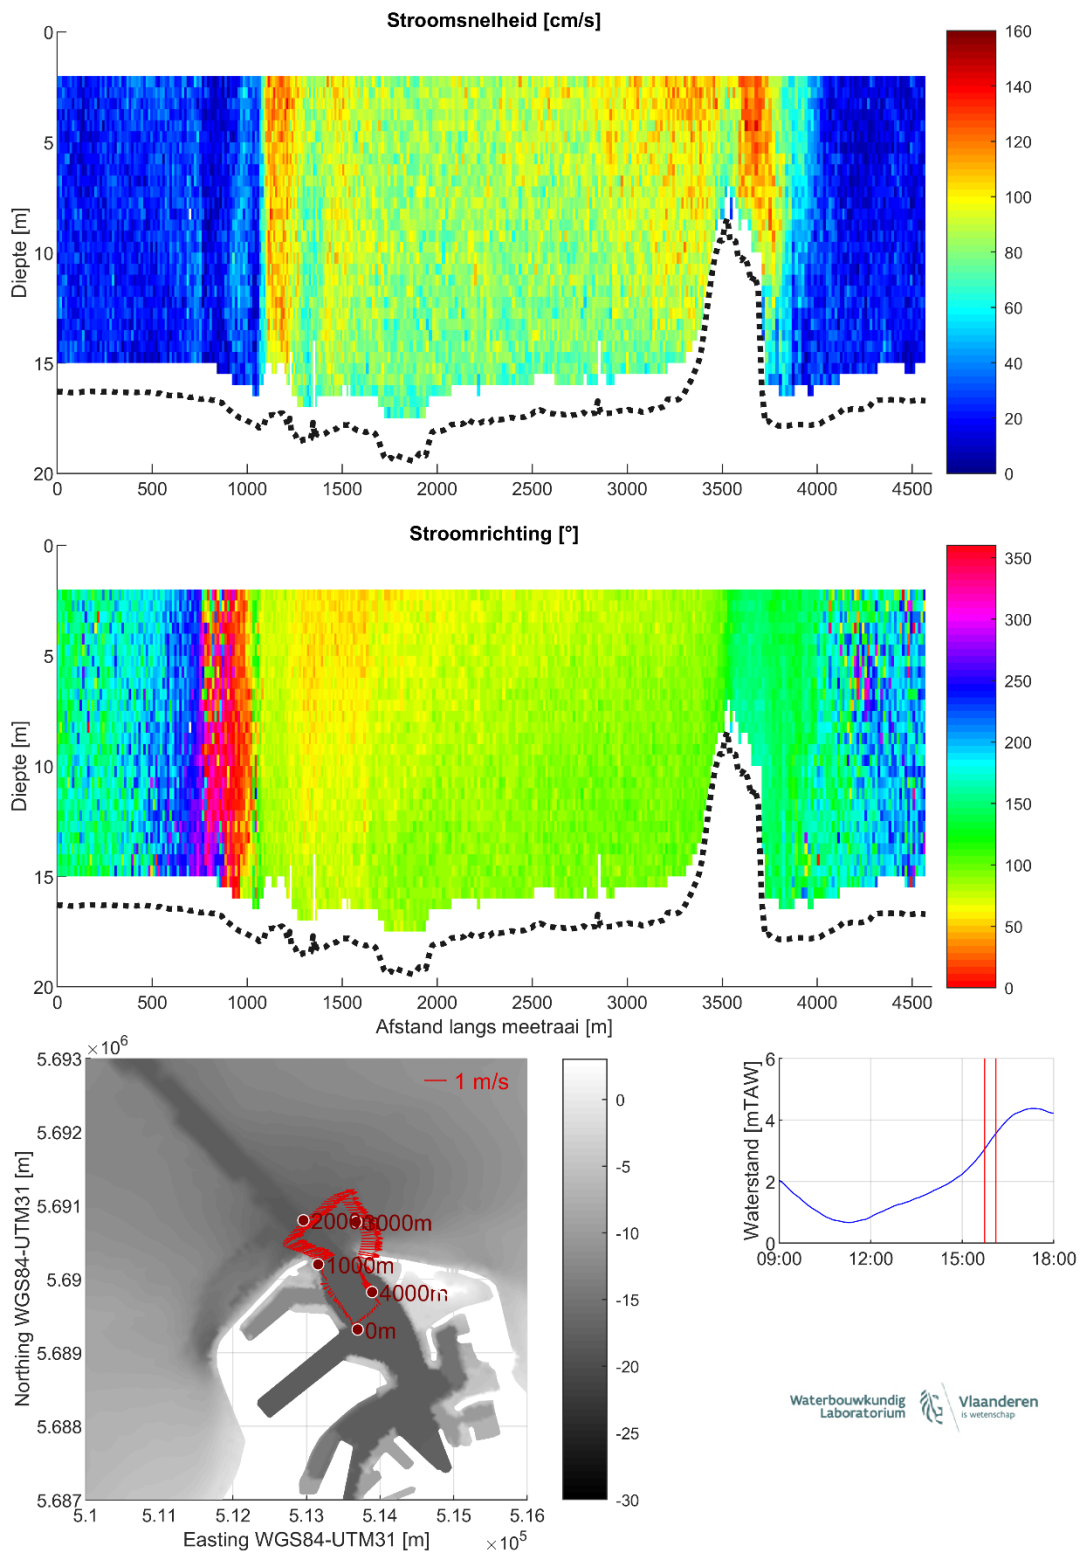 Stroomsnelheid [cm/s]
0
5
10
15
20
Diepte [m]
0 500 1000 1500 2000 2500 3000 3500 4000 4500
160
140
120
100
80
60
40
20
0
Stroomrichting [°]
0
5
10
15
20
Diepte [m]
0 500 1000 1500 2000 2500 3000 3500 4000 4500
Afstand langs meetraai [m]
350
300
250
200
150
100
50
0
×10⁶
5.693
5.692
5.691
5.69
5.689
5.688
5.687
Northing WGS84-UTM31 [m]
1 m/s
2000m
3000m
1000m
4000m
0m
5.1 5.11 5.12 5.13 5.14 5.15 5.16
Easting WGS84-UTM31 [m]
×10⁵
0
-5
-10
-15
-20
-25
-30
6
4
2
0
Waterstand [mTAW]
09:00 12:00 15:00 18:00
Waterbouwkundig
Laboratorium
Vlaanderen
is wetenschap